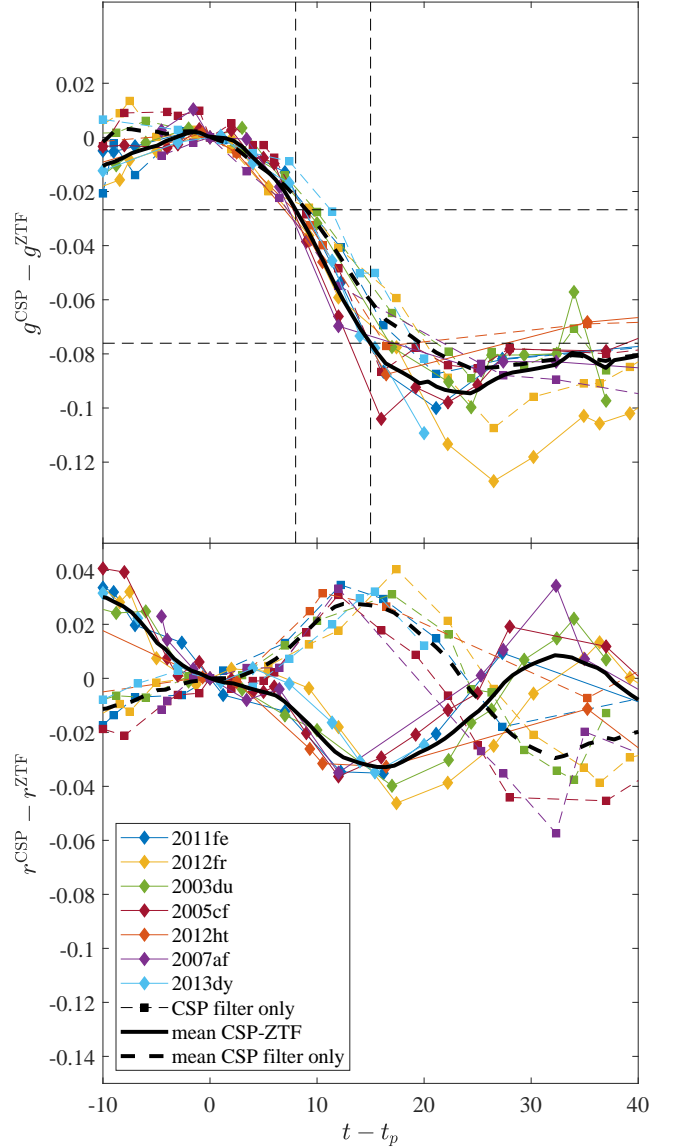 0.02
0
-0.02
-0.04
-0.06
-0.08
-0.1
-0.12
g^CSP − g^ZTF
0.04
0.02
0
-0.02
-0.04
-0.06
-0.08
-0.1
-0.12
-0.14
r^CSP − r^ZTF
2011fe
2012fr
2003du
2005cf
2012ht
2007af
2013dy
CSP filter only
mean CSP-ZTF
mean CSP filter only
-10 0 10 20 30 40
t − t_p